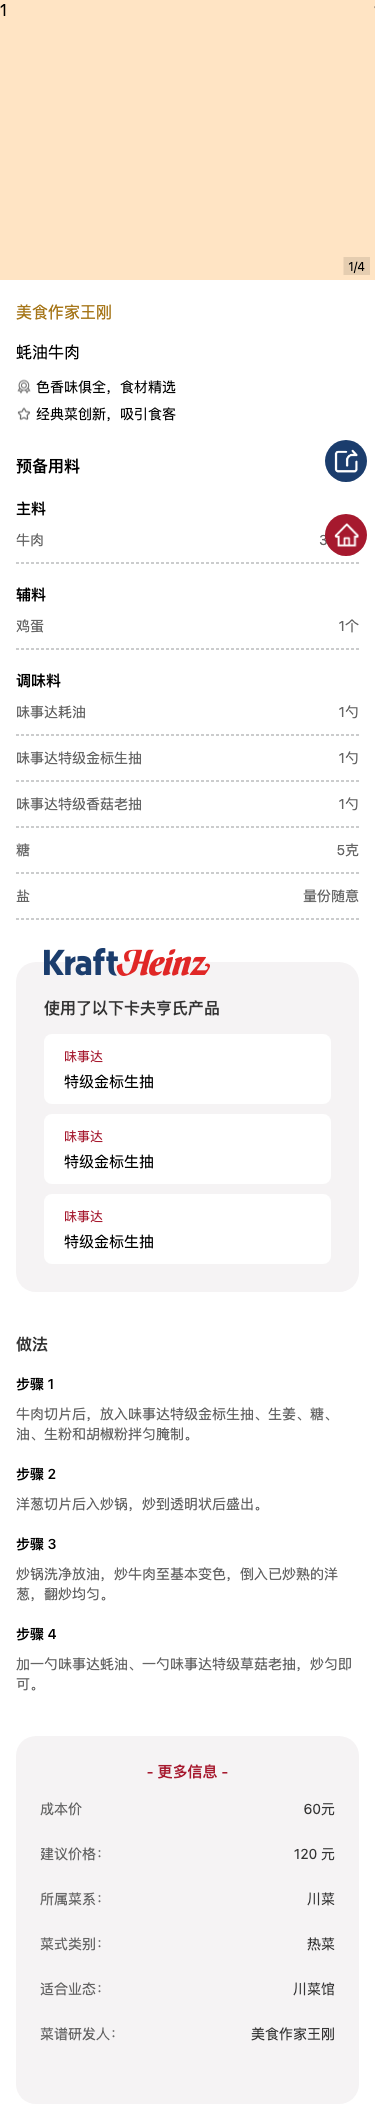 1
1/4
美食作家王刚
蚝油牛肉
色香味俱全，食材精选
经典菜创新，吸引食客
预备用料
主料
牛肉 3
辅料
鸡蛋 1个
调味料
味事达耗油 1勺
味事达特级金标生抽 1勺
味事达特级香菇老抽 1勺
糖 5克
盐 量份随意
KraftHeinz
使用了以下卡夫亨氏产品
味事达
特级金标生抽
味事达
特级金标生抽
味事达
特级金标生抽
做法
步骤 1
牛肉切片后，放入味事达特级金标生抽、生姜、糖、
油、生粉和胡椒粉拌匀腌制。
步骤 2
洋葱切片后入炒锅，炒到透明状后盛出。
步骤 3
炒锅洗净放油，炒牛肉至基本变色，倒入已炒熟的洋
葱，翻炒均匀。
步骤 4
加一勺味事达蚝油、一勺味事达特级草菇老抽，炒匀即
可。
- 更多信息 -
成本价 60元
建议价格： 120 元
所属菜系： 川菜
菜式类别： 热菜
适合业态： 川菜馆
菜谱研发人： 美食作家王刚